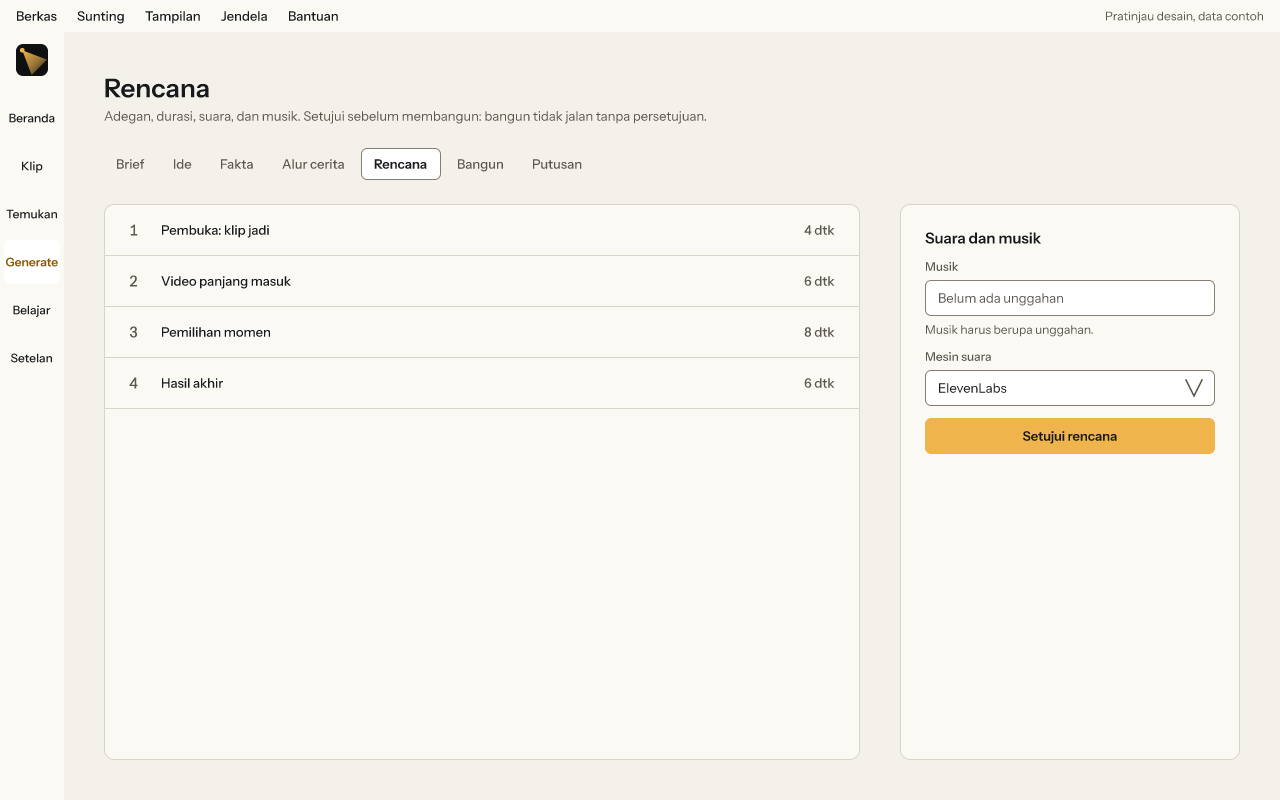 Berkas Sunting Tampilan Jendela Bantuan
Pratinjau desain, data contoh
Beranda
Klip
Temukan
Generate
Belajar
Setelan
Rencana
Adegan, durasi, suara, dan musik. Setujui sebelum membangun: bangun tidak jalan tanpa persetujuan.
Brief Ide Fakta Alur cerita Rencana Bangun Putusan
1 Pembuka: klip jadi 4 dtk
2 Video panjang masuk 6 dtk
3 Pemilihan momen 8 dtk
4 Hasil akhir 6 dtk
Suara dan musik
Musik
Belum ada unggahan
Musik harus berupa unggahan.
Mesin suara
ElevenLabs
Setujui rencana